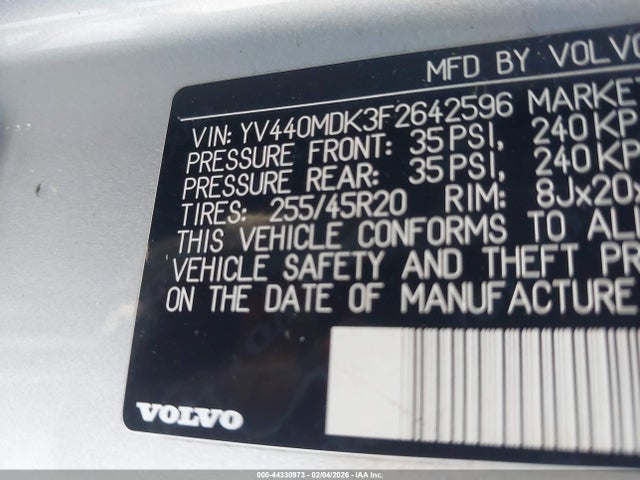 MFD BY VOLVO
VIN: YV440MDK3F2642596 MARKE
PRESSURE FRONT: 35 PSI, 240 KP
PRESSURE REAR: 35 PSI, 240 KP
TIRES: 255/45R20 RIM: 8Jx20
THIS VEHICLE CONFORMS TO ALL
VEHICLE SAFETY AND THEFT PR
ON THE DATE OF MANUFACTURE
VOLVO
000-44330973 - 02/04/2026 - IAA Inc.